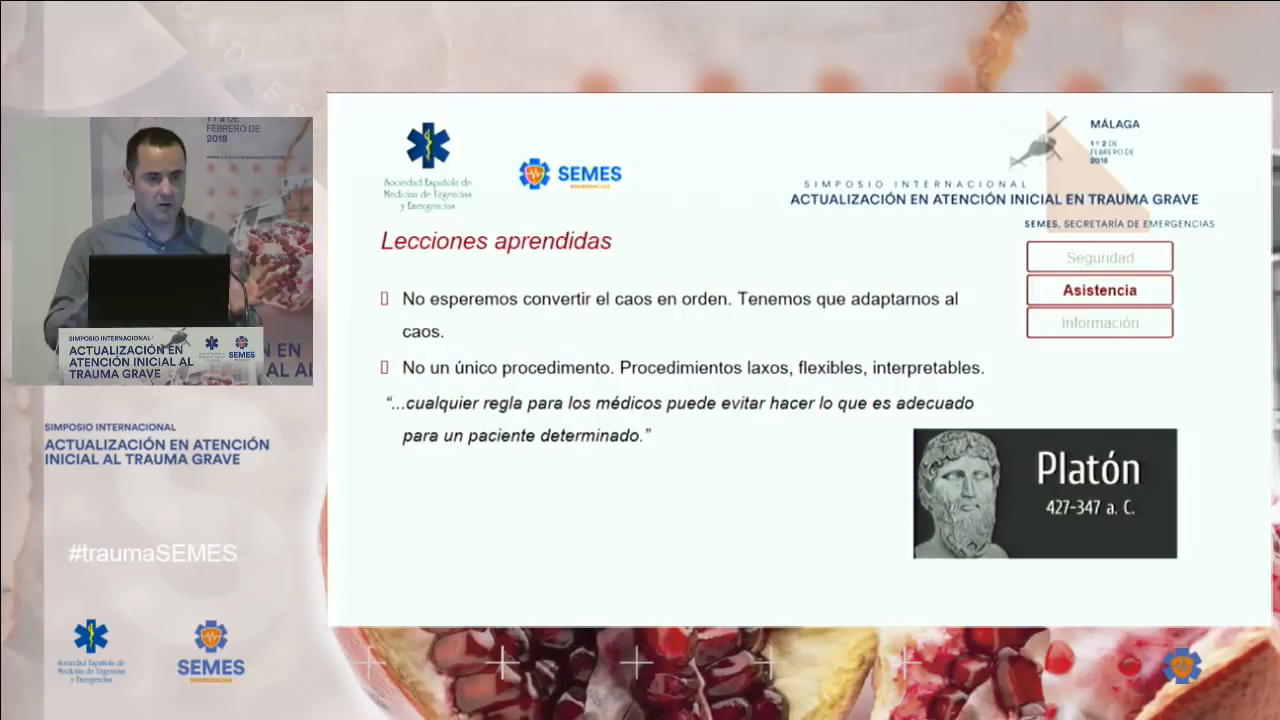 1 Y 2 DE
FEBRERO DE
2018
SIMPOSIO INTERNACIONAL
ACTUALIZACIÓN EN
ATENCIÓN INICIAL AL
TRAUMA GRAVE
SEMES
SIMPOSIO INTERNACIONAL
ACTUALIZACIÓN EN ATENCIÓN
INICIAL AL TRAUMA GRAVE
#traumaSEMES
Sociedad Española de
Medicina de Urgencias
y Emergencias
SEMES
EMERGENCIAS
Sociedad Española de
Medicina de Urgencias
y Emergencias
SEMES
EMERGENCIAS
MÁLAGA
1 Y 2 DE
FEBRERO DE
2018
SIMPOSIO INTERNACIONAL
ACTUALIZACIÓN EN ATENCIÓN INICIAL EN TRAUMA GRAVE
SEMES, SECRETARÍA DE EMERGENCIAS
Lecciones aprendidas
Seguridad
Asistencia
Información
No esperemos convertir el caos en orden. Tenemos que adaptarnos al
caos.
No un único procedimento. Procedimientos laxos, flexibles, interpretables.
“...cualquier regla para los médicos puede evitar hacer lo que es adecuado
para un paciente determinado.”
Platón
427-347 a. C.